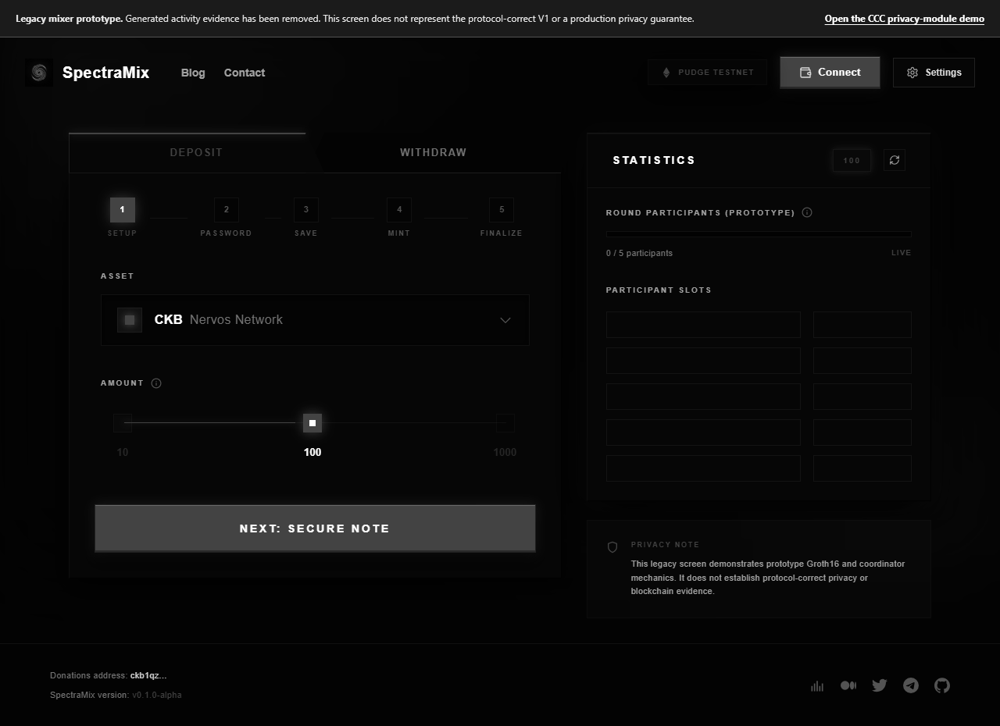 Legacy mixer prototype. Generated activity evidence has been removed. This screen does not represent the protocol-correct V1 or a production privacy guarantee.
Open the CCC privacy-module demo
SpectraMix
Blog
Contact
PUDGE TESTNET
Connect
Settings
DEPOSIT
WITHDRAW
1
2
3
4
5
SETUP
PASSWORD
SAVE
MINT
FINALIZE
ASSET
CKB Nervos Network
AMOUNT
10
100
1000
NEXT: SECURE NOTE
STATISTICS
100
ROUND PARTICIPANTS (PROTOTYPE)
0 / 5 participants
LIVE
PARTICIPANT SLOTS
PRIVACY NOTE
This legacy screen demonstrates prototype Groth16 and coordinator
mechanics. It does not establish protocol-correct privacy or
blockchain evidence.
Donations address: ckb1qz...
SpectraMix version: v0.1.0-alpha